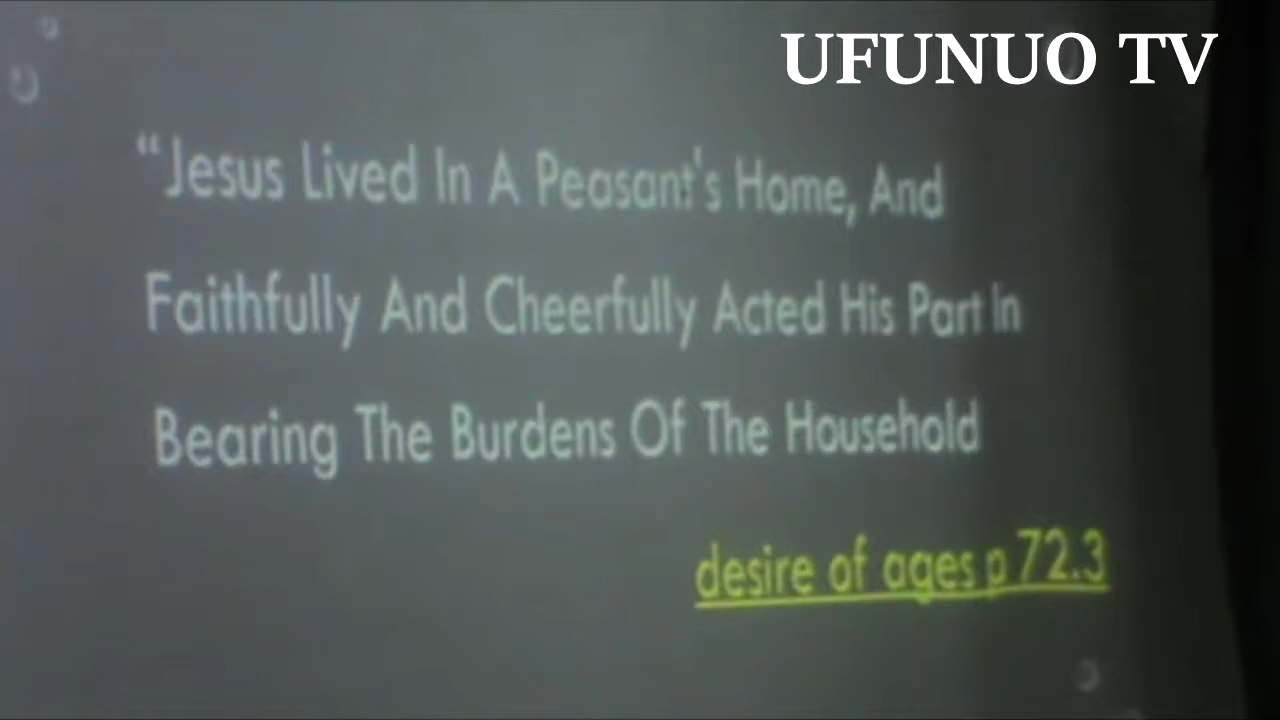 UFUNUO TV
“Jesus Lived In A Peasant's Home, And
Faithfully And Cheerfully Acted His Part In
Bearing The Burdens Of The Household
desire of ages p 72.3